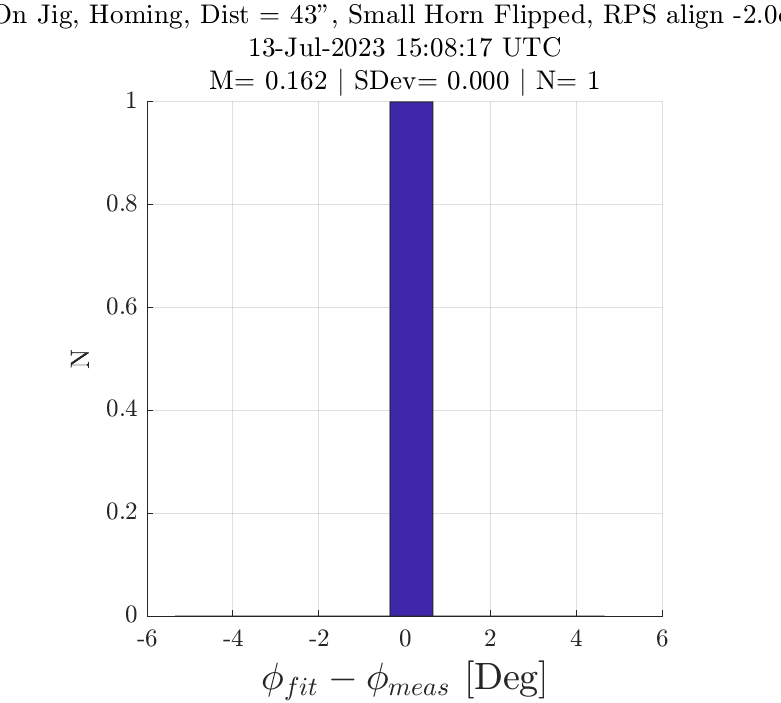 On Jig, Homing, Dist = 43", Small Horn Flipped, RPS align -2.0
13-Jul-2023 15:08:17 UTC
M= 0.162 | SDev= 0.000 | N= 1
1
0.8
0.6
0.4
0.2
0
N
-6 -4 -2 0 2 4 6
ϕfit − ϕmeas [Deg]